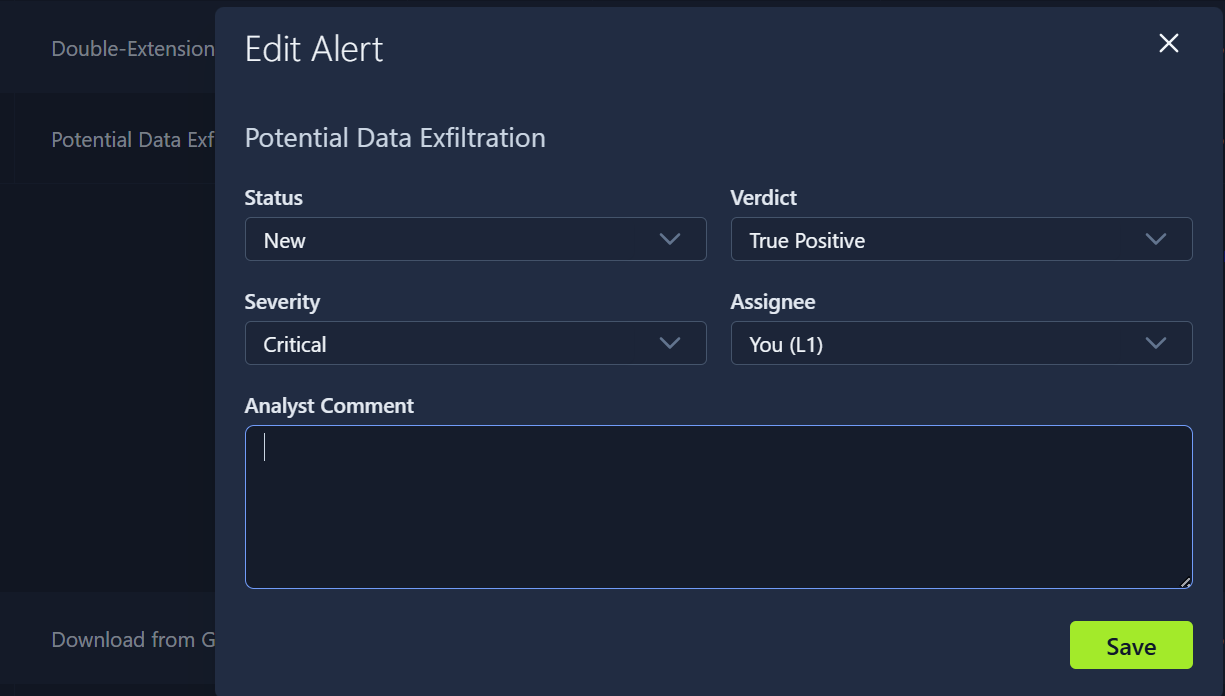 Double-Extension
Edit Alert
Potential Data Exf
Potential Data Exfiltration
Status
Verdict
New
True Positive
Severity
Assignee
Critical
You (L1)
Analyst Comment
Download from G
Save